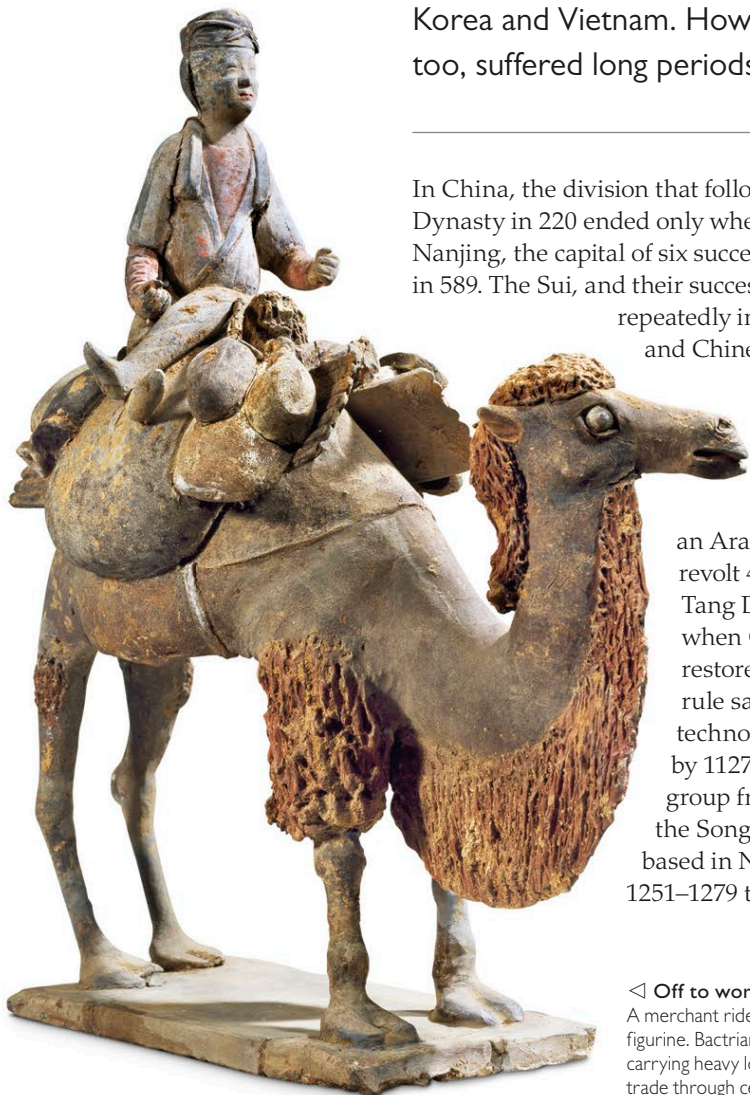 Korea and Vietnam. How
too, suffered long periods
In China, the division that follo
Dynasty in 220 ended only whe
Nanjing, the capital of six succe
in 589. The Sui, and their succes
repeatedly in
and Chine
an Ara
revolt 4
Tang D
when
restore
rule sa
techno
by 1127
group fr
the Song
based in N
1251–1279 t
◁ Off to wor
A merchant ride
figurine. Bactrian
carrying heavy lo
trade through ce